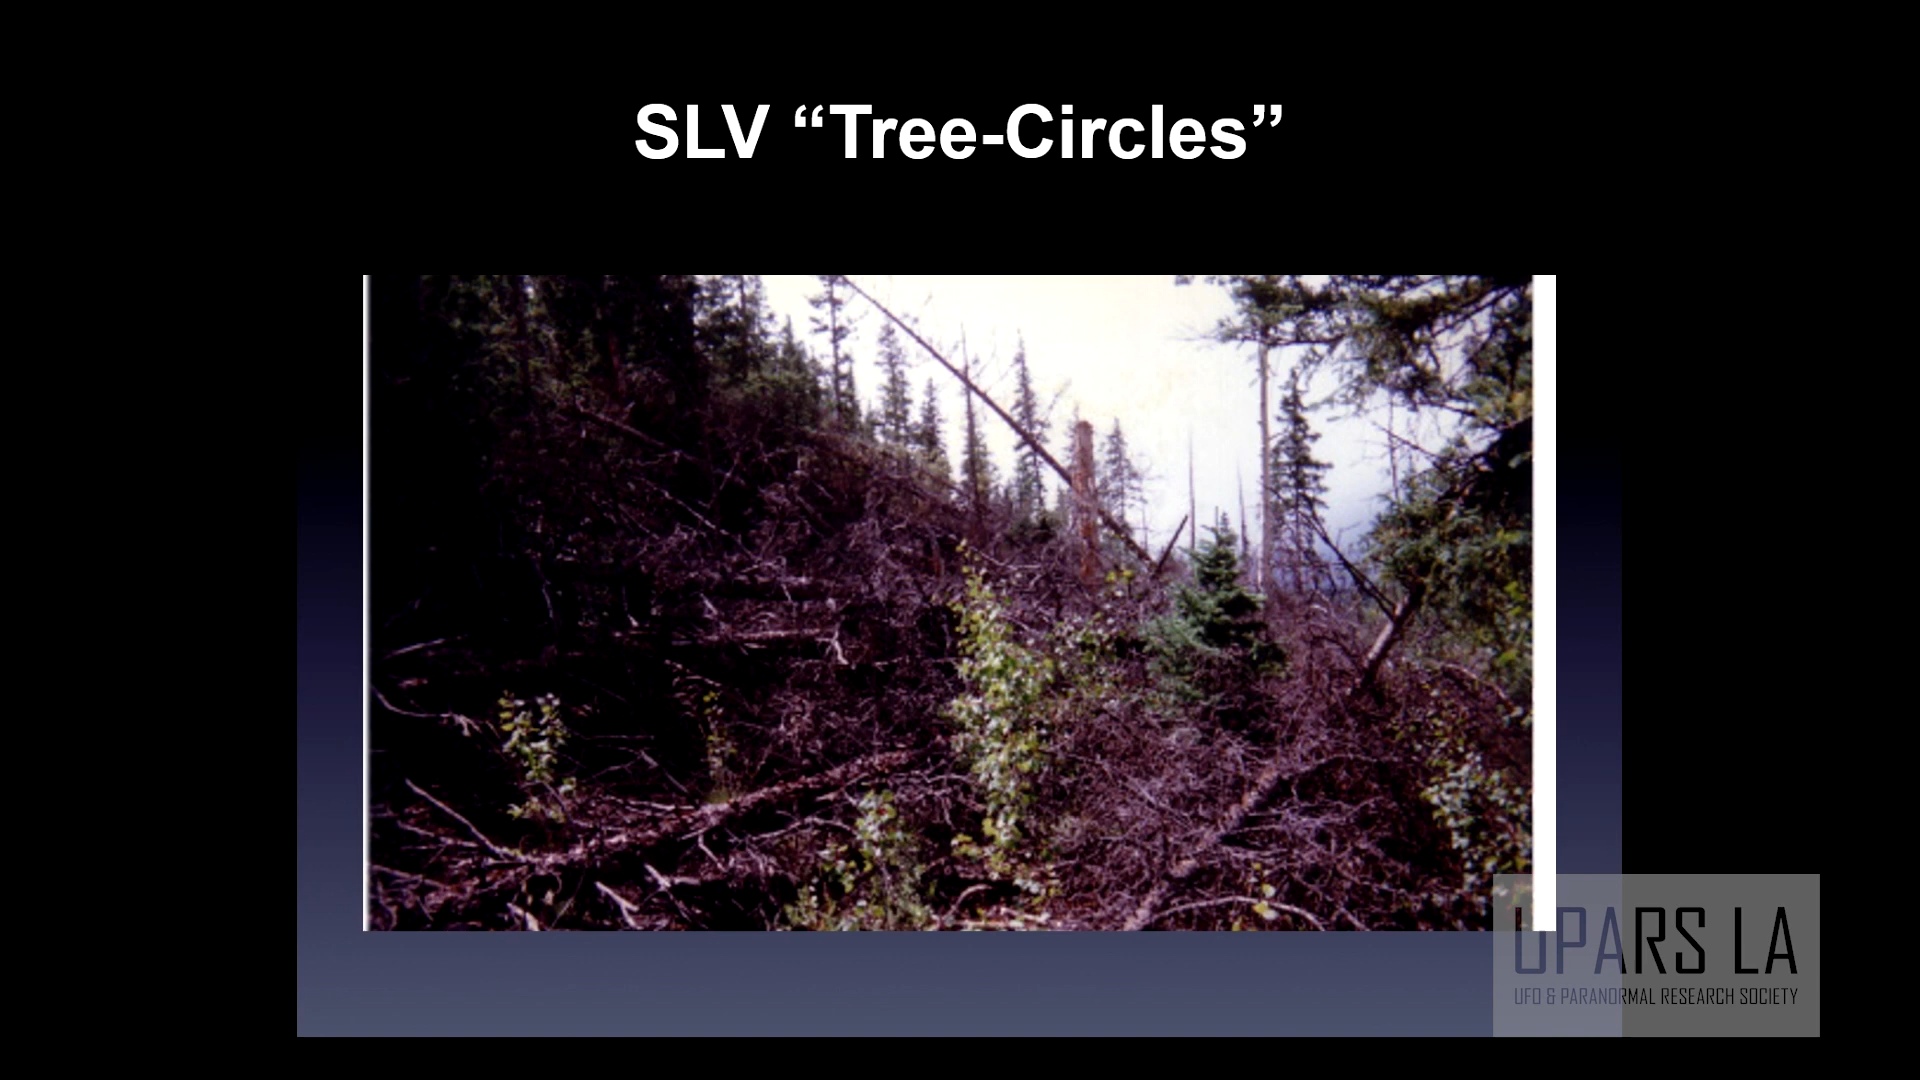 SLV “Tree-Circles”
UPARS LA
UFO & PARANORMAL RESEARCH SOCIETY